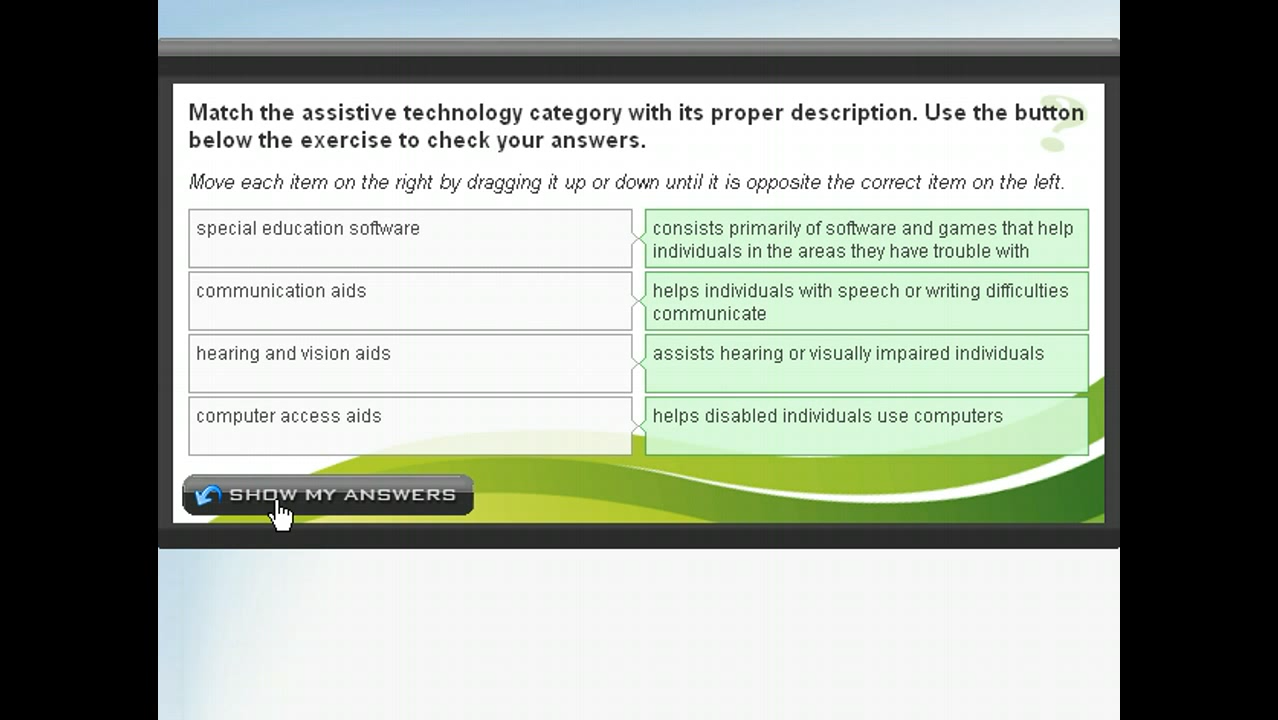 Match the assistive technology category with its proper description. Use the button
below the exercise to check your answers.
Move each item on the right by dragging it up or down until it is opposite the correct item on the left.
special education software
consists primarily of software and games that help
individuals in the areas they have trouble with
communication aids
helps individuals with speech or writing difficulties
communicate
hearing and vision aids
assists hearing or visually impaired individuals
computer access aids
helps disabled individuals use computers
SHOW MY ANSWERS